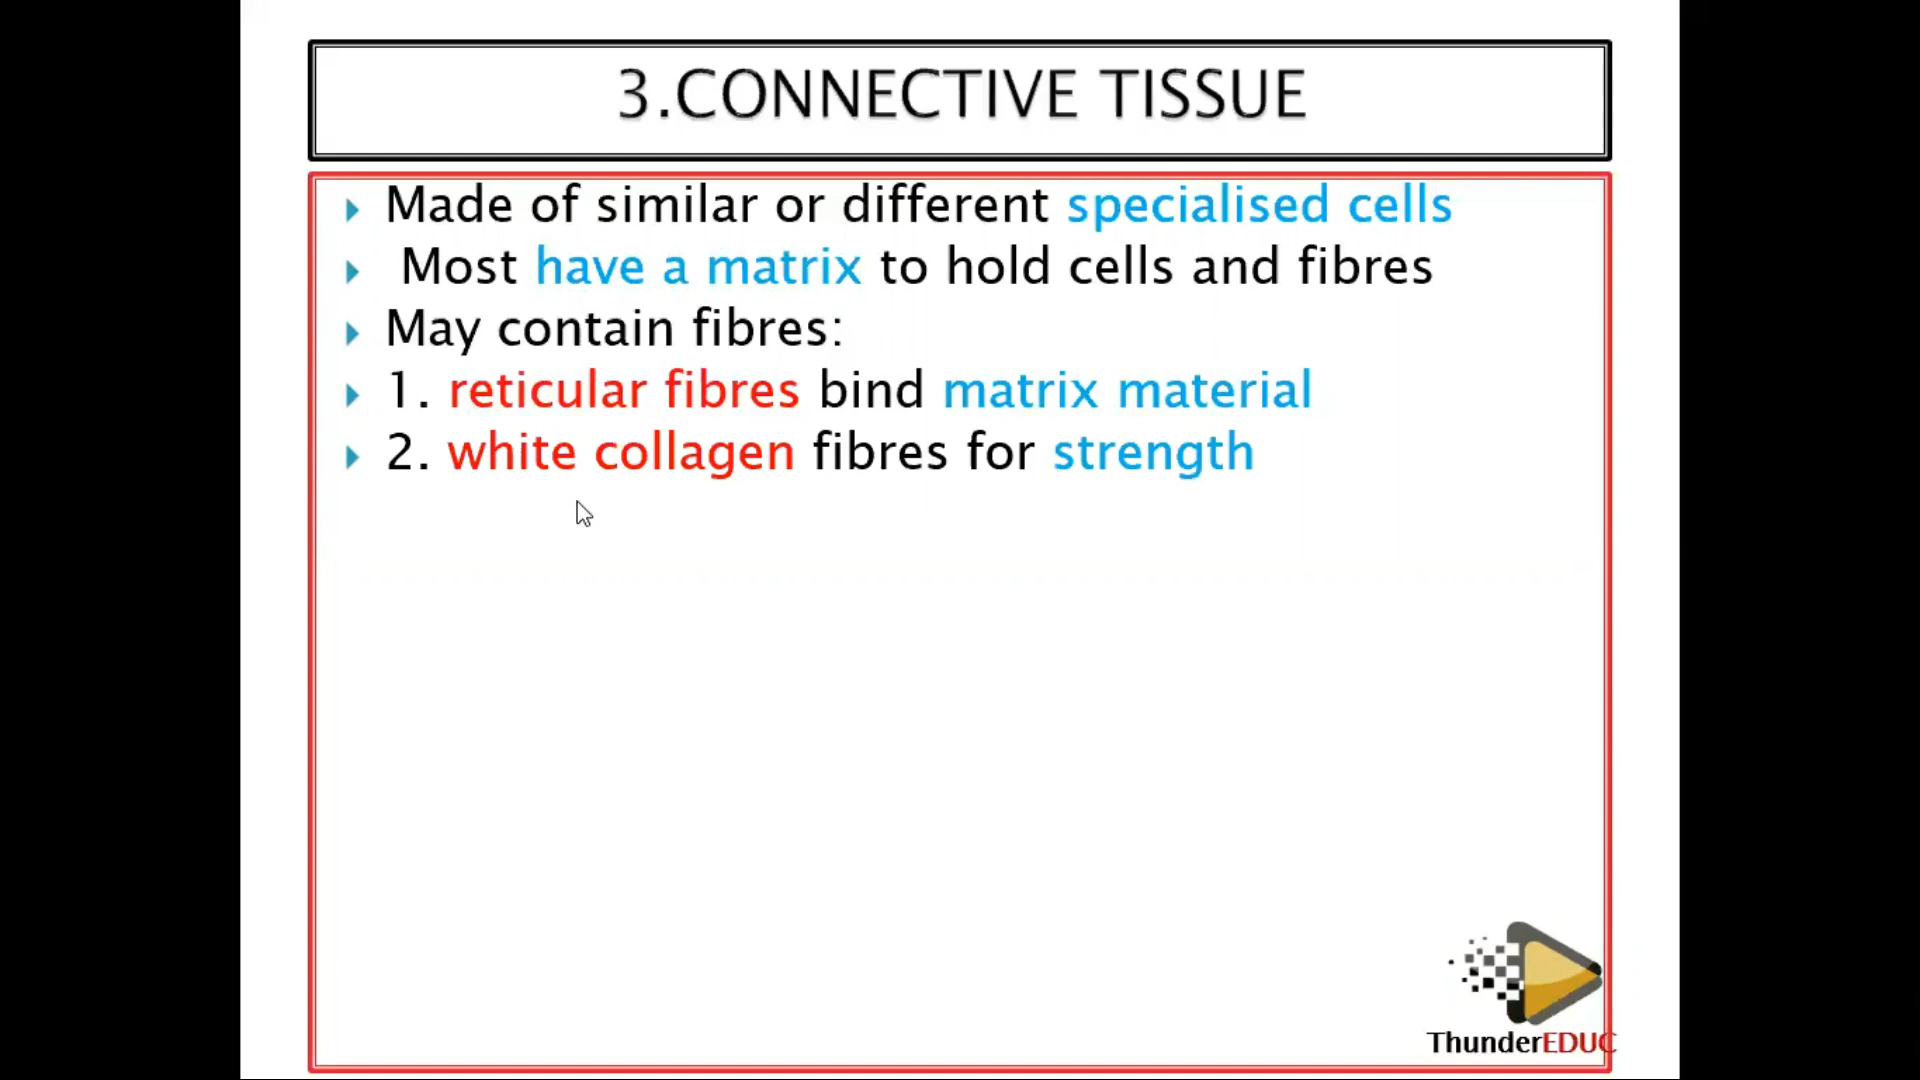 3.CONNECTIVE TISSUE
Made of similar or different specialised cells
Most have a matrix to hold cells and fibres
May contain fibres:
1. reticular fibres bind matrix material
2. white collagen fibres for strength
ThunderEDUC